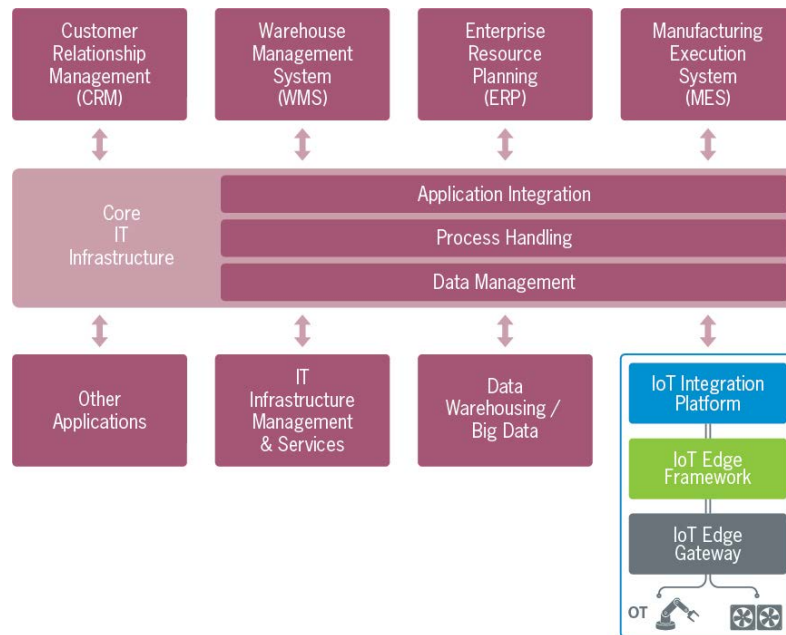 Customer
Relationship
Management
(CRM)
Warehouse
Management
System
(WMS)
Enterprise
Resource
Planning
(ERP)
Manufacturing
Execution
System
(MES)
Core
IT
Infrastructure
Application Integration
Process Handling
Data Management
Other
Applications
IT
Infrastructure
Management
& Services
Data
Warehousing /
Big Data
IoT Integration
Platform
IoT Edge
Framework
IoT Edge
Gateway
OT